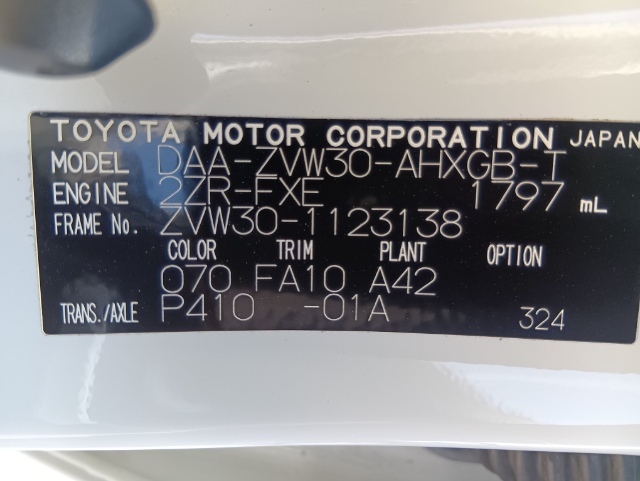 TOYOTA MOTOR CORPORATION JAPAN
MODEL DAA-ZVW30-AHXGB-T
ENGINE 2ZR-FXE 1797 mL
FRAME No. ZVW30-1123138
COLOR TRIM PLANT OPTION
070 FA10 A42
TRANS./AXLE P410 -01A 324